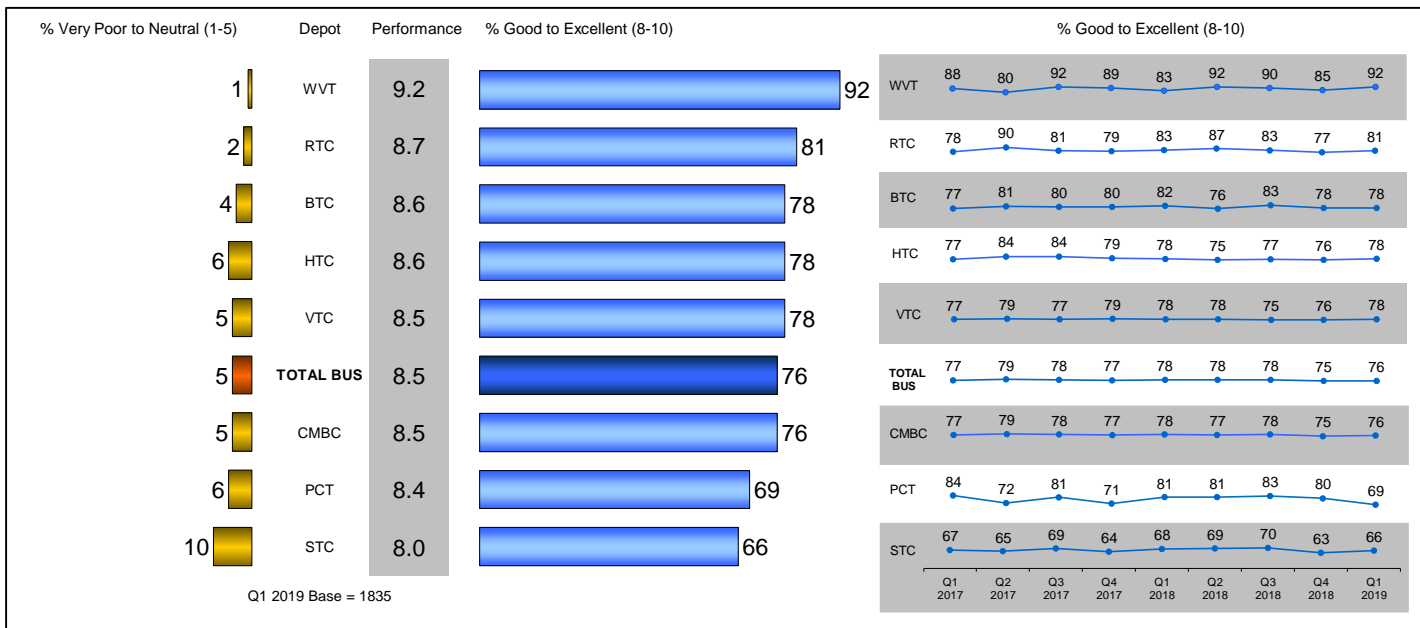 % Very Poor to Neutral (1-5) Depot Performance % Good to Excellent (8-10) % Good to Excellent (8-10)
1 WVT 9.2 92
2 RTC 8.7 81
4 BTC 8.6 78
6 HTC 8.6 78
5 VTC 8.5 78
5 TOTAL BUS 8.5 76
5 CMBC 8.5 76
6 PCT 8.4 69
10 STC 8.0 66
Q1 2019 Base = 1835
WVT 88 80 92 89 83 92 90 85 92
RTC 78 90 81 79 83 87 83 77 81
BTC 77 81 80 80 82 76 83 78 78
HTC 77 84 84 79 78 75 77 76 78
VTC 77 79 77 79 78 78 75 76 78
TOTAL
BUS 77 79 78 77 78 78 78 75 76
CMBC 77 79 78 77 78 77 78 75 76
PCT 84 72 81 71 81 81 83 80 69
STC 67 65 69 64 68 69 70 63 66
Q1 Q2 Q3 Q4 Q1 Q2 Q3 Q4 Q1
2017 2017 2017 2017 2018 2018 2018 2018 2019